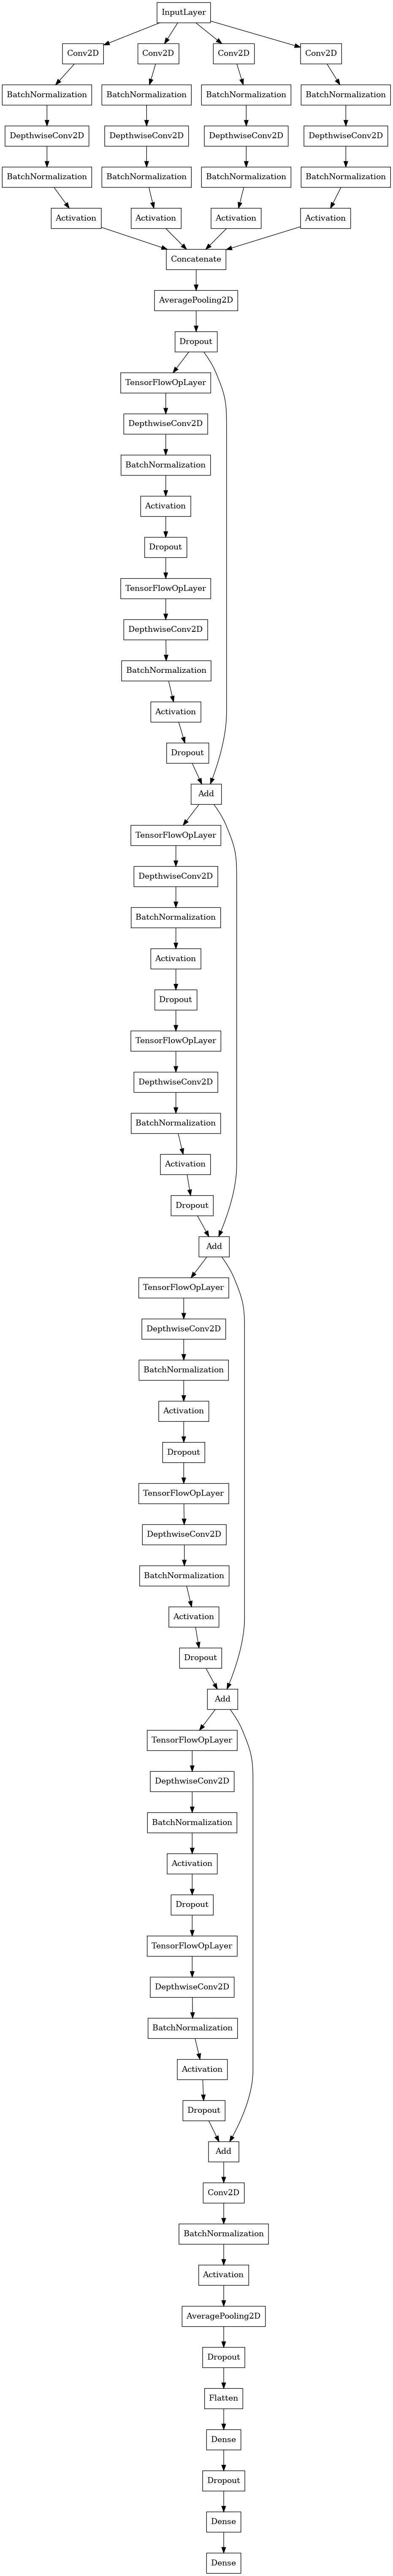 InputLayer
Conv2D Conv2D Conv2D Conv2D
BatchNormalization BatchNormalization BatchNormalization BatchNormalization
DepthwiseConv2D DepthwiseConv2D DepthwiseConv2D DepthwiseConv2D
BatchNormalization BatchNormalization BatchNormalization BatchNormalization
Activation Activation Activation Activation
Concatenate
AveragePooling2D
Dropout
TensorFlowOpLayer
DepthwiseConv2D
BatchNormalization
Activation
Dropout
TensorFlowOpLayer
DepthwiseConv2D
BatchNormalization
Activation
Dropout
Add
TensorFlowOpLayer
DepthwiseConv2D
BatchNormalization
Activation
Dropout
TensorFlowOpLayer
DepthwiseConv2D
BatchNormalization
Activation
Dropout
Add
TensorFlowOpLayer
DepthwiseConv2D
BatchNormalization
Activation
Dropout
TensorFlowOpLayer
DepthwiseConv2D
BatchNormalization
Activation
Dropout
Add
TensorFlowOpLayer
DepthwiseConv2D
BatchNormalization
Activation
Dropout
TensorFlowOpLayer
DepthwiseConv2D
BatchNormalization
Activation
Dropout
Add
Conv2D
BatchNormalization
Activation
AveragePooling2D
Dropout
Flatten
Dense
Dropout
Dense
Dense